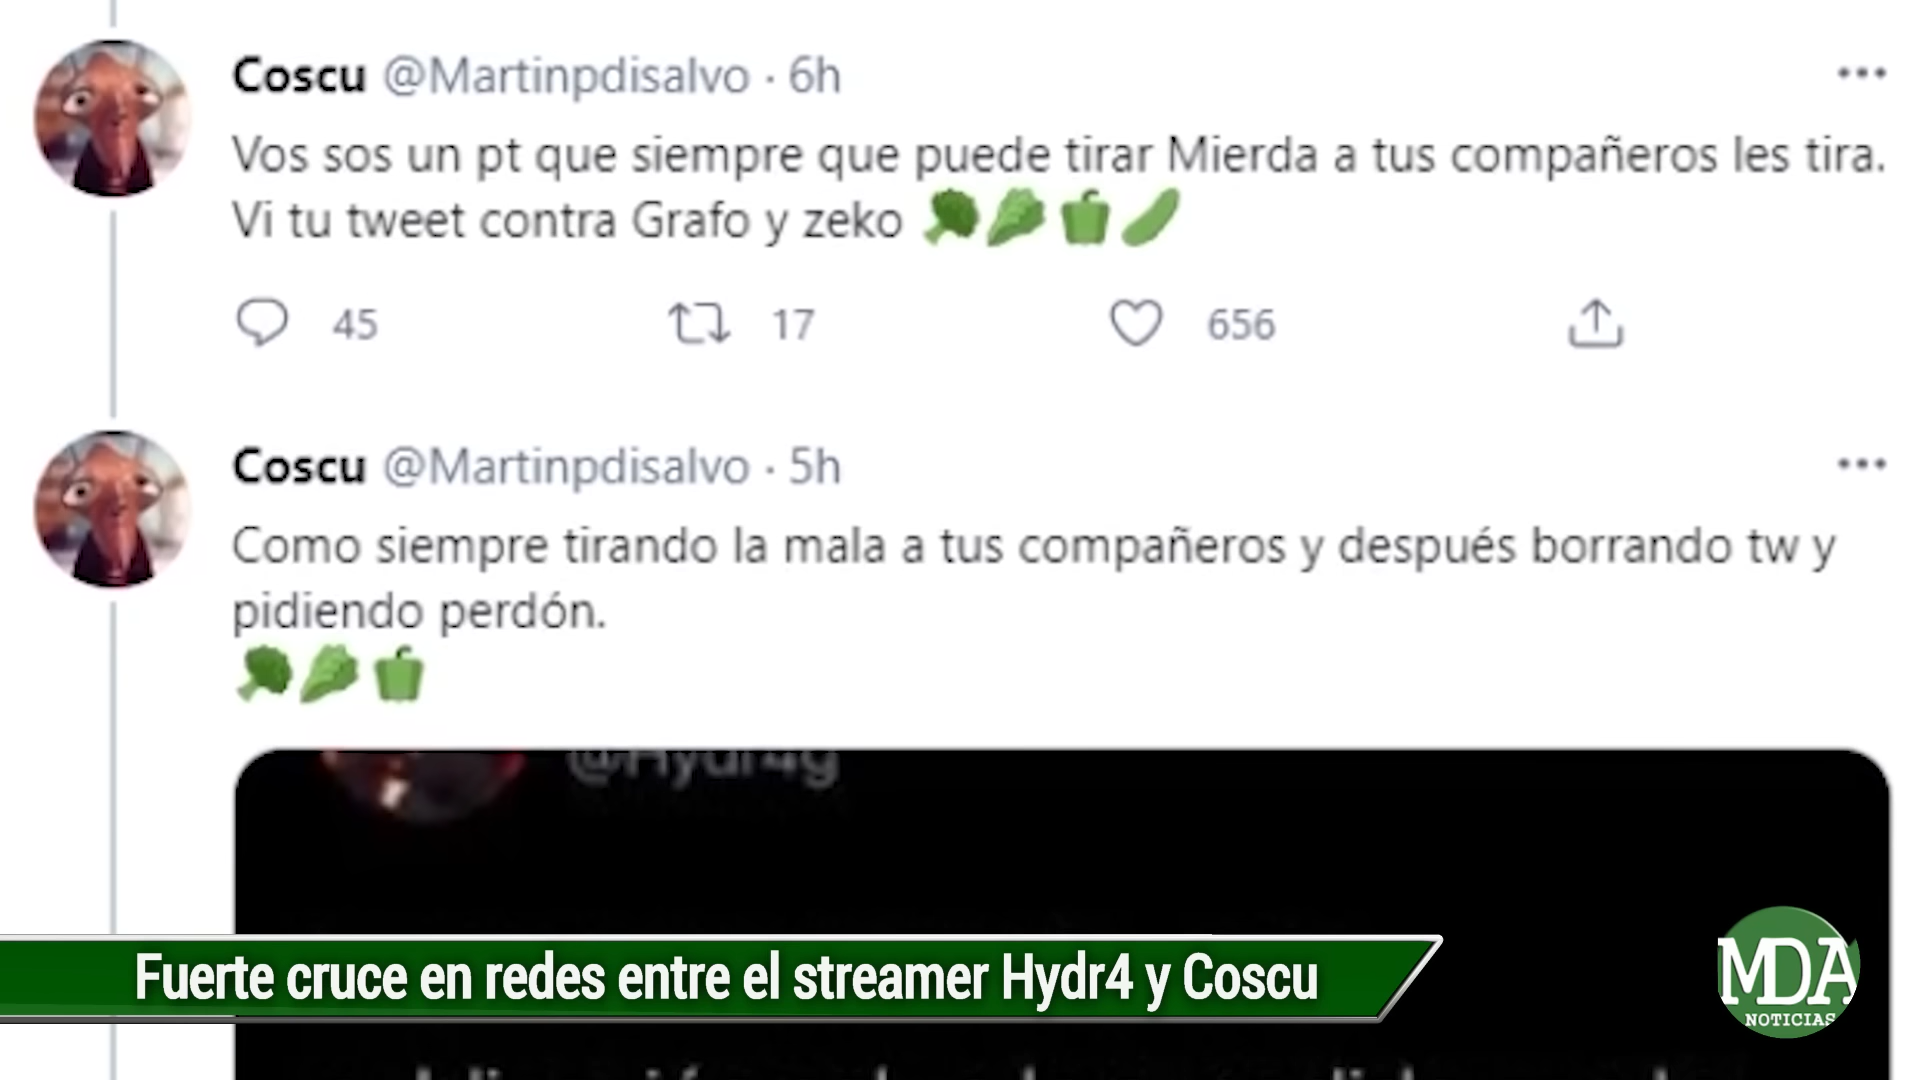 Coscu @Martinpdisalvo · 6h
Vos sos un pt que siempre que puede tirar Mierda a tus compañeros les tira.
Vi tu tweet contra Grafo y zeko 🥦🥬🫑🥒
45 17 656
Coscu @Martinpdisalvo · 5h
Como siempre tirando la mala a tus compañeros y después borrando tw y
pidiendo perdón.
🥦🥬🫑
@Hydr4g
Fuerte cruce en redes entre el streamer Hydr4 y Coscu
MDA
NOTICIAS